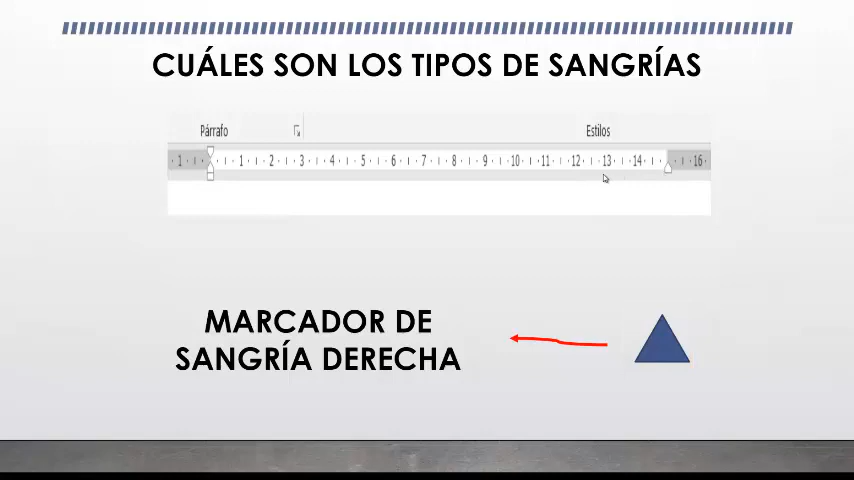 CUÁLES SON LOS TIPOS DE SANGRÍAS
Párrafo Estilos
1 1 2 3 4 5 6 7 8 9 10 11 12 13 14 16
MARCADOR DE
SANGRÍA DERECHA